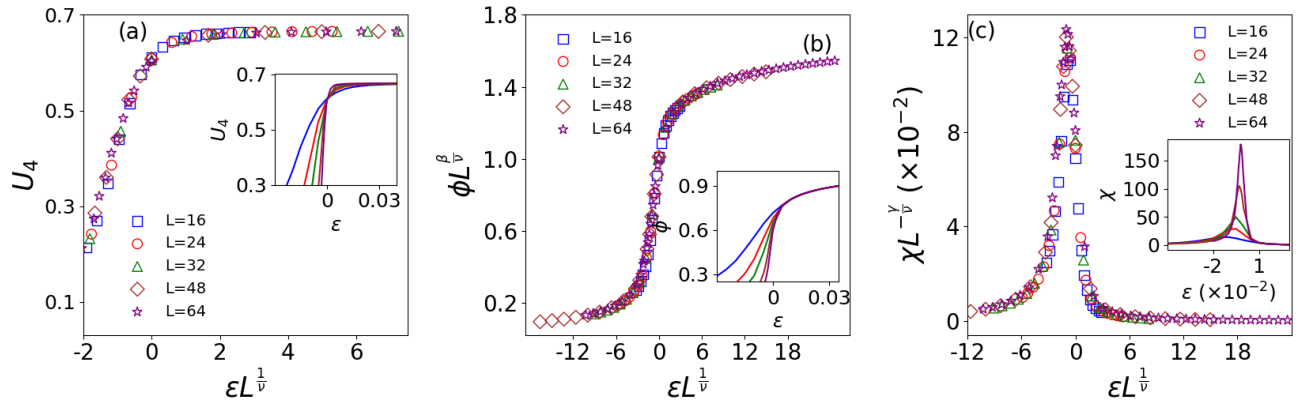 (a)
U₄
0.7
0.5
0.3
0.1
-2 0 2 4 6
εL^{1/ν}
L=16
L=24
L=32
L=48
L=64
U₄
0.7
0.5
0.3
0 0.03
ε
(b)
ϕL^{β/ν}
1.8
1.4
1.0
0.6
0.2
-12 -6 0 6 12 18
εL^{1/ν}
L=16
L=24
L=32
L=48
L=64
ϕ
0.9
0.6
0.3
0 0.03
ε
(c)
χL^{-γ/ν} (×10⁻²)
12
8
4
0
-12 -6 0 6 12 18
εL^{1/ν}
L=16
L=24
L=32
L=48
L=64
χ
150
100
50
0
-2 1
ε (×10⁻²)